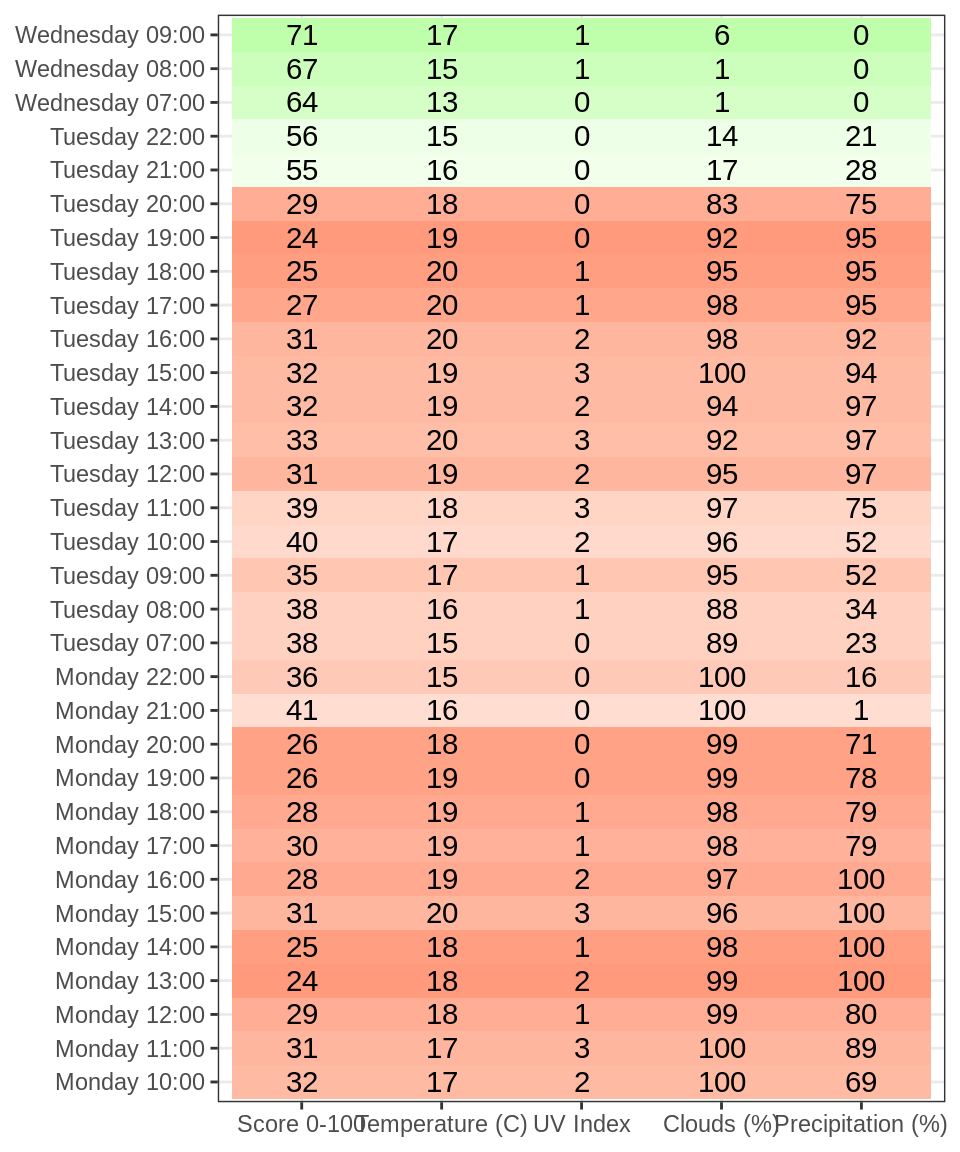 Wednesday 09:00 71 17 1 6 0
Wednesday 08:00 67 15 1 1 0
Wednesday 07:00 64 13 0 1 0
Tuesday 22:00 56 15 0 14 21
Tuesday 21:00 55 16 0 17 28
Tuesday 20:00 29 18 0 83 75
Tuesday 19:00 24 19 0 92 95
Tuesday 18:00 25 20 1 95 95
Tuesday 17:00 27 20 1 98 95
Tuesday 16:00 31 20 2 98 92
Tuesday 15:00 32 19 3 100 94
Tuesday 14:00 32 19 2 94 97
Tuesday 13:00 33 20 3 92 97
Tuesday 12:00 31 19 2 95 97
Tuesday 11:00 39 18 3 97 75
Tuesday 10:00 40 17 2 96 52
Tuesday 09:00 35 17 1 95 52
Tuesday 08:00 38 16 1 88 34
Tuesday 07:00 38 15 0 89 23
Monday 22:00 36 15 0 100 16
Monday 21:00 41 16 0 100 1
Monday 20:00 26 18 0 99 71
Monday 19:00 26 19 0 99 78
Monday 18:00 28 19 1 98 79
Monday 17:00 30 19 1 98 79
Monday 16:00 28 19 2 97 100
Monday 15:00 31 20 3 96 100
Monday 14:00 25 18 1 98 100
Monday 13:00 24 18 2 99 100
Monday 12:00 29 18 1 99 80
Monday 11:00 31 17 3 100 89
Monday 10:00 32 17 2 100 69
Score 0-100 Temperature (C) UV Index Clouds (%) Precipitation (%)